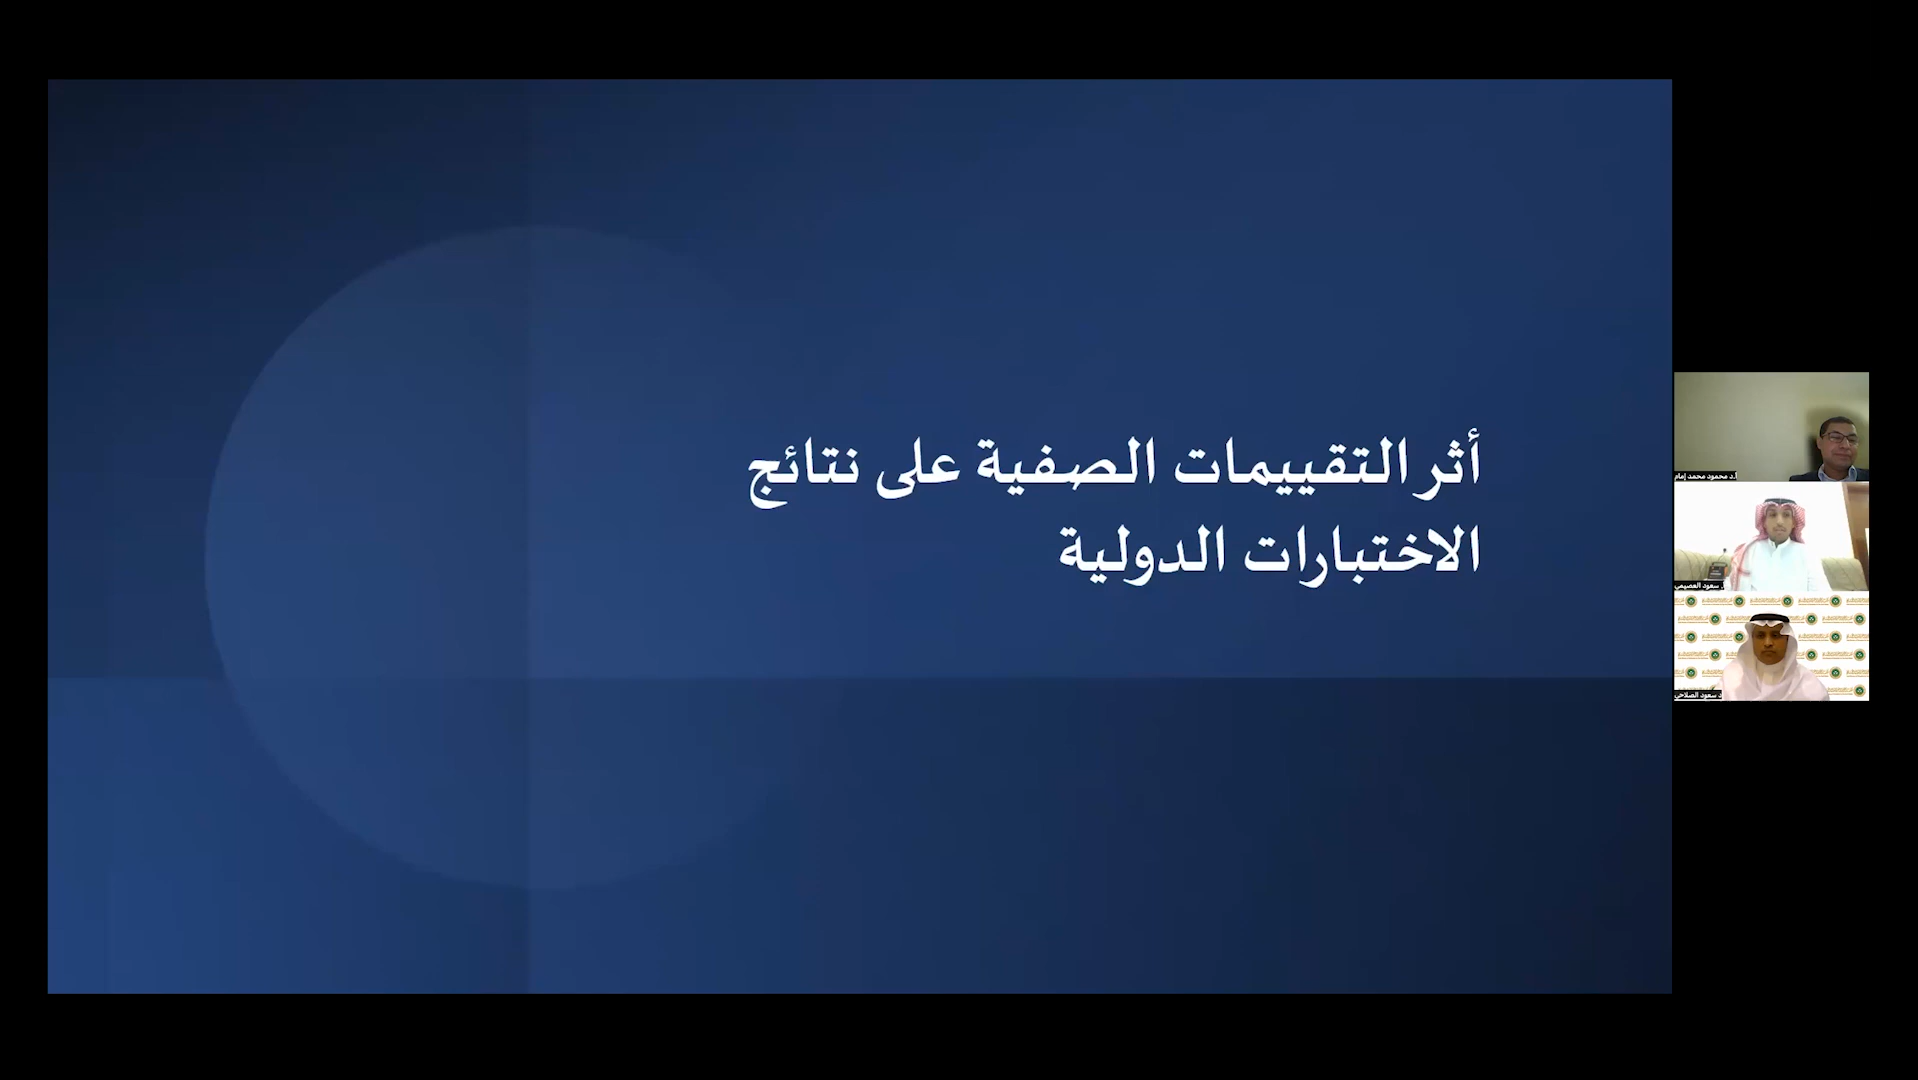 أثر التقييمات الصفية على نتائج
الاختبارات الدولية
أ.د محمود محمد إمام
أ. سعود العصيمي
د سعود الصلاحي